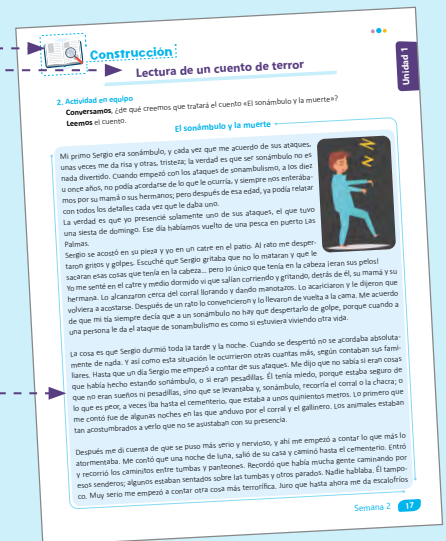 Construcción
Lectura de un cuento de terror
Unidad 1
2. Actividad en equipo
Conversamos, ¿de qué creemos que tratará el cuento «El sonámbulo y la muerte»?
Leemos el cuento.
El sonámbulo y la muerte
Mi primo Sergio era sonámbulo, y cada vez que me acuerdo de sus ataques,
unas veces me da risa y otras, tristeza; la verdad es que ser sonámbulo no es
nada divertido. Cuando empezó con los ataques de sonambulismo, a los diez
u once años, no podía acordarse de lo que le ocurría, y siempre nos enterába-
mos por su mamá o sus hermanos; pero después de esa edad, ya podía relatar
con todos los detalles cada vez que le daba uno.
La verdad es que yo presencié solamente uno de sus ataques, el que tuvo
una siesta de domingo. Ese día habíamos vuelto de una pesca en puerto Las
Palmas.
Sergio se acostó en su pieza y yo en un catre en el patio. Al rato me desper-
taron gritos y golpes. Escuché que Sergio gritaba que no lo mataran y que le
sacaran esas cosas que tenía en la cabeza... pero ¡o único que tenía en la cabeza ¡eran sus pelos!
Yo me senté en el catre y medio dormido vi que salían corriendo y gritando, detrás de él, su mamá y su
hermana. Lo alcanzaron cerca del corral llorando y dando manotazos. Lo acariciaron y le dijeron que
volviera a acostarse. Después de un rato lo convencieron y lo llevaron de vuelta a la cama. Me acuerdo
de que mi tía siempre decía que a un sonámbulo no hay que despertarlo de golpe, porque cuando a
una persona le da el ataque de sonambulismo es como si estuviera viviendo otra vida.
La cosa es que Sergio durmió toda la tarde y la noche. Cuando se despertó no se acordaba absoluta-
mente de nada. Y así como esta situación le ocurrieron otras cuantas más, según contaban sus fami-
liares. Hasta que un día Sergio me empezó a contar de sus ataques. Me dijo que no sabía si eran cosas
que había hecho estando sonámbulo, o si eran pesadillas. Él tenía miedo, porque estaba seguro de
que no eran sueños ni pesadillas, sino que se levantaba y, sonámbulo, recorría el corral o la chacra; o
lo que es peor, a veces iba hasta el cementerio, que estaba a unos quinientos metros. Lo primero que
me contó fue de algunas noches en las que anduvo por el corral y el gallinero. Los animales estaban
tan acostumbrados a verlo que no se asustaban con su presencia.
Después me di cuenta de que se puso más serio y nervioso, y ahí me empezó a contar lo que más lo
atormentaba. Me contó que una noche de luna, salió de su casa y caminó hasta el cementerio. Entró
y recorrió los caminitos entre tumbas y panteones. Recordó que había mucha gente caminando por
esos senderos; algunos estaban sentados sobre las tumbas y otros parados. Nadie hablaba. Él tampo-
co. Muy serio me empezó a contar otra cosa más terrorífica. Juro que hasta ahora me da escalofríos
Semana 2
17